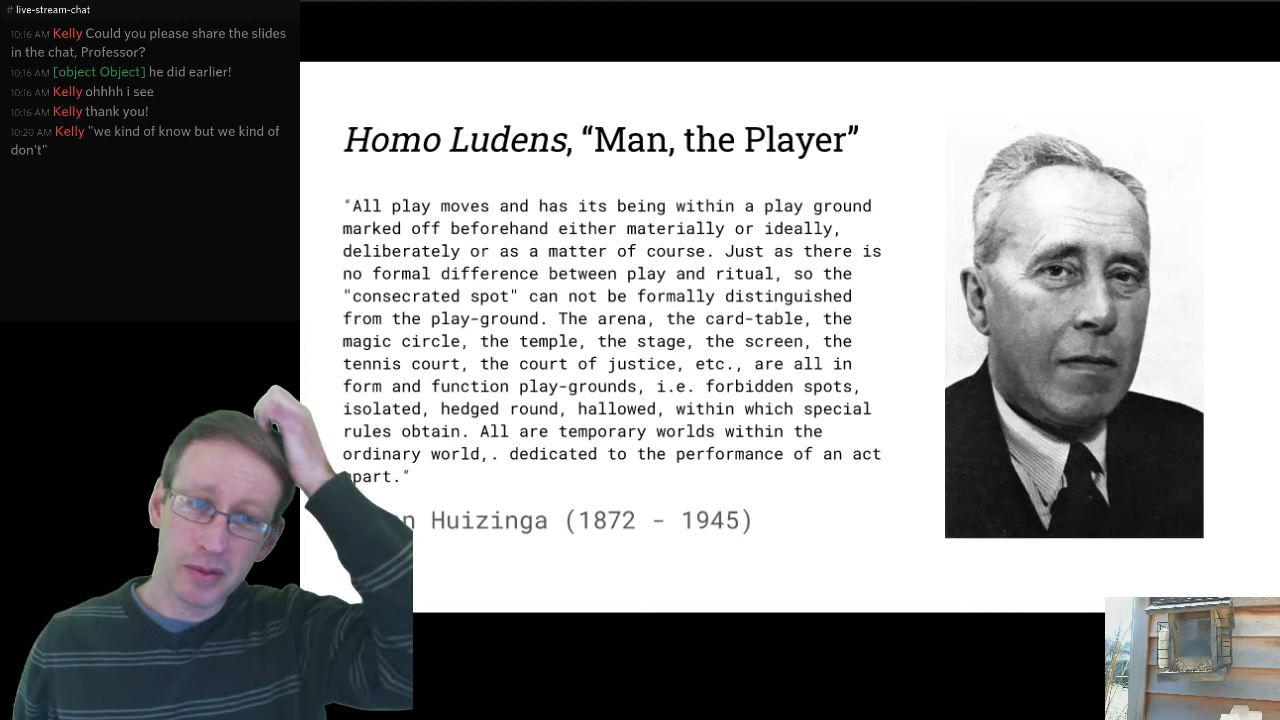 # live-stream-chat
10:16 AM Kelly Could you please share the slides
in the chat, Professor?
10:16 AM [object Object] he did earlier!
10:16 AM Kelly ohhhh i see
10:16 AM Kelly thank you!
10:20 AM Kelly "we kind of know but we kind of
don't"
Homo Ludens, “Man, the Player”
"All play moves and has its being within a play ground
marked off beforehand either materially or ideally,
deliberately or as a matter of course. Just as there is
no formal difference between play and ritual, so the
"consecrated spot" can not be formally distinguished
from the play-ground. The arena, the card-table, the
magic circle, the temple, the stage, the screen, the
tennis court, the court of justice, etc., are all in
form and function play-grounds, i.e. forbidden spots,
isolated, hedged round, hallowed, within which special
rules obtain. All are temporary worlds within the
ordinary world,. dedicated to the performance of an act
part."
n Huizinga (1872 - 1945)